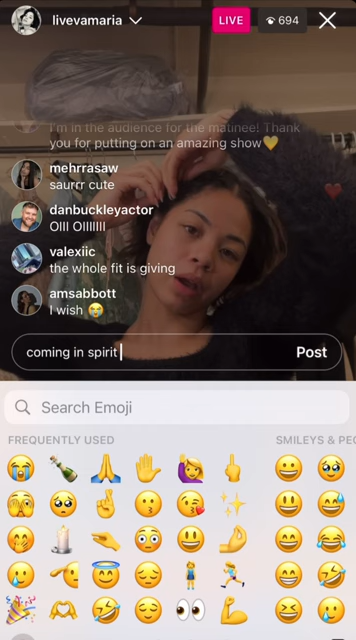 livevamaria
LIVE
694
I'm in the audience for the matinee! Thank
you for putting on an amazing show💛
mehrrasaw
saurrr cute
danbuckleyactor
OIII OIIIIIII
valexiic
the whole fit is giving
amsabbott
I wish 😭
coming in spirit
Post
Search Emoji
FREQUENTLY USED
SMILEYS & PEO